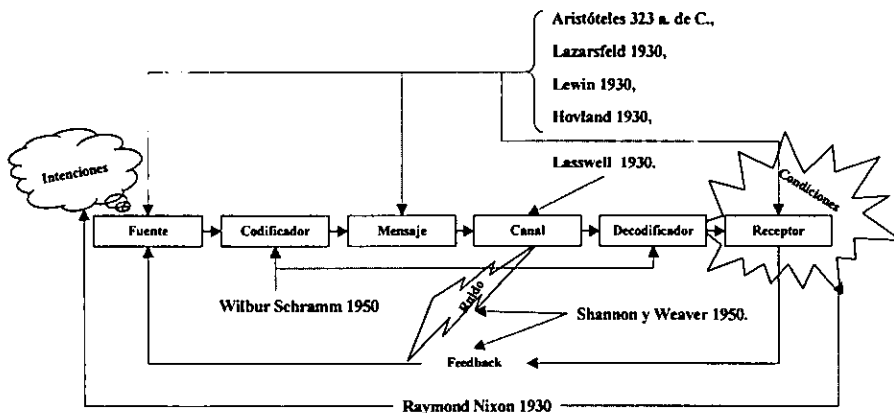 Aristóteles 323 a. de C.,
Lazarsfeld 1930,
Lewin 1930,
Hovland 1930,
Lasswell 1930.
Intenciones
Condiciones
Fuente
Codificador
Mensaje
Canal
Decodificador
Receptor
Wilbur Schramm 1950
Ruido
Shannon y Weaver 1950.
Feedback
Raymond Nixon 1930